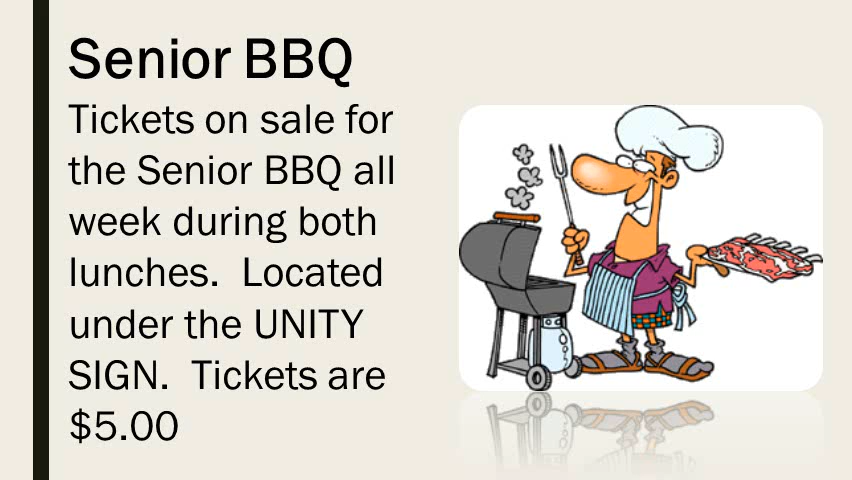 Senior BBQ
Tickets on sale for
the Senior BBQ all
week during both
lunches.  Located
under the UNITY
SIGN.  Tickets are
$5.00